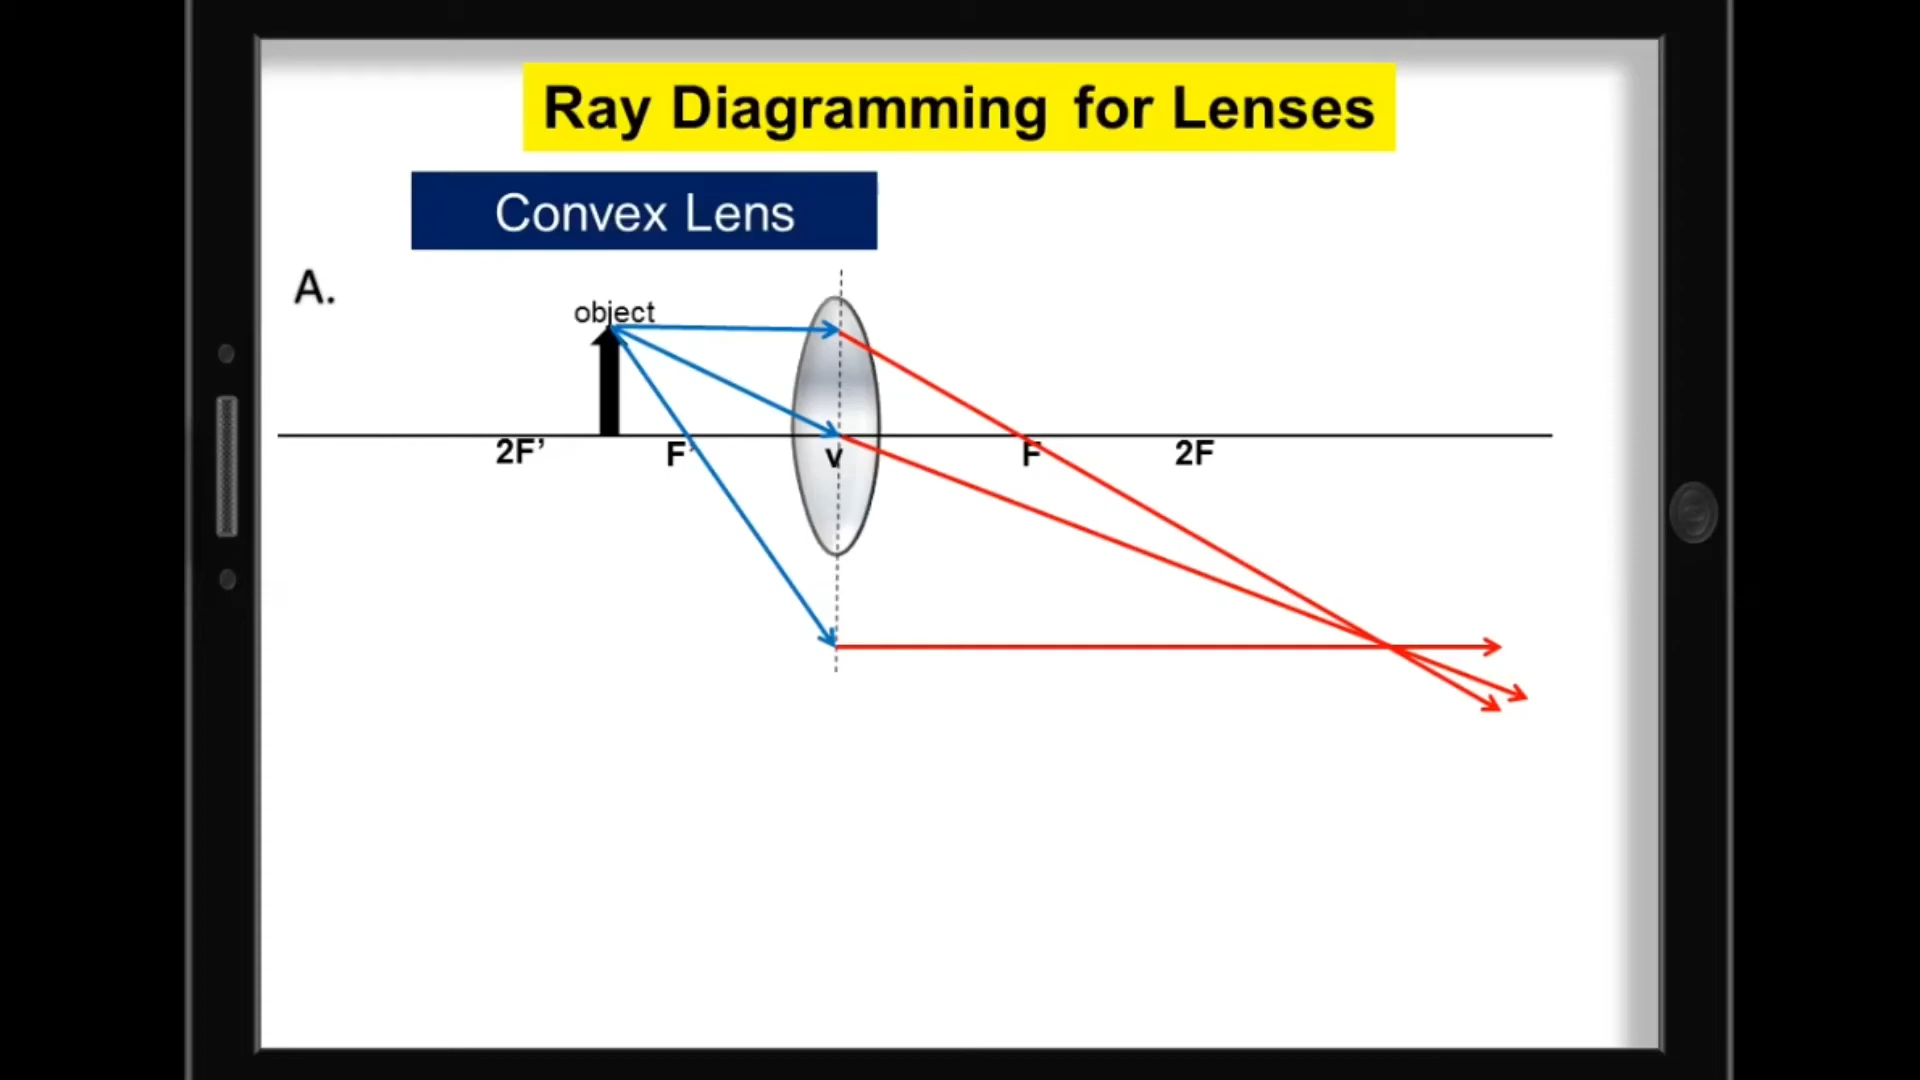 Ray Diagramming for Lenses
Convex Lens
A.
object
2F’ F’ v F 2F